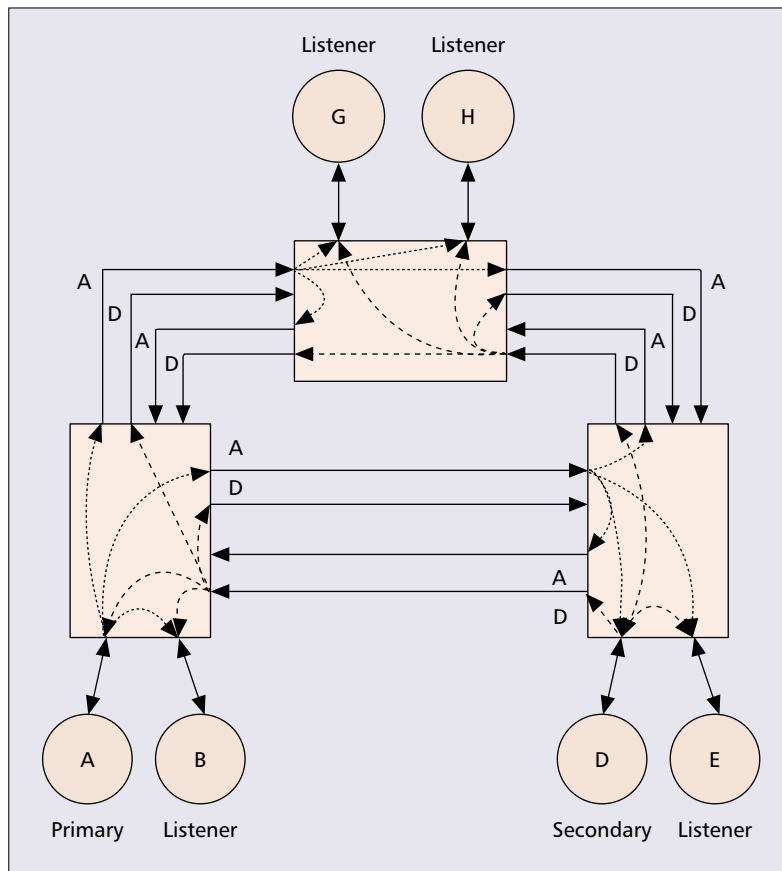 Listener Listener
G H
A A
D D
A A
D D
A
D
A
D
A B D E
Primary Listener Secondary Listener